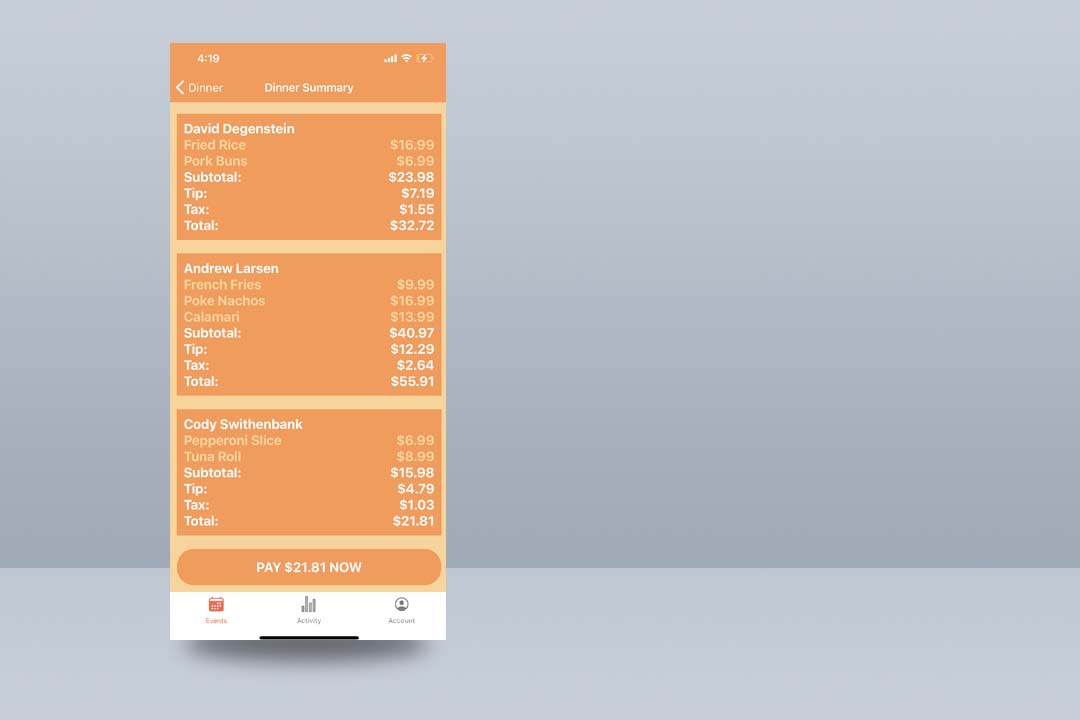 4:19
Dinner Dinner Summary
David Degenstein
Fried Rice $16.99
Pork Buns $6.99
Subtotal: $23.98
Tip: $7.19
Tax: $1.55
Total: $32.72
Andrew Larsen
French Fries $9.99
Poke Nachos $16.99
Calamari $13.99
Subtotal: $40.97
Tip: $12.29
Tax: $2.64
Total: $55.91
Cody Swithenbank
Pepperoni Slice $6.99
Tuna Roll $8.99
Subtotal: $15.98
Tip: $4.79
Tax: $1.03
Total: $21.81
PAY $21.81 NOW
Events Activity Account